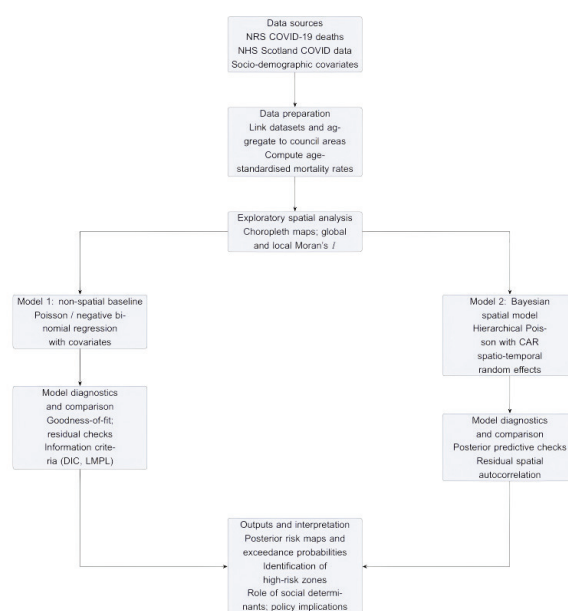 Data sources
NRS COVID-19 deaths
NHS Scotland COVID data
Socio-demographic covariates
Data preparation
Link datasets and ag-
gregate to council areas
Compute age-
standardised mortality rates
Exploratory spatial analysis
Choropleth maps; global
and local Moran's I
Model 1: non-spatial baseline
Poisson / negative bi-
nomial regression
with covariates
Model 2: Bayesian
spatial model
Hierarchical Pois-
son with CAR
spatio-temporal
random effects
Model diagnostics
and comparison
Goodness-of-fit;
residual checks
Information crite-
ria (DIC, LMPL)
Model diagnostics
and comparison
Posterior predictive checks
Residual spatial
autocorrelation
Outputs and interpretation
Posterior risk maps and
exceedance probabilities
Identification of
high-risk zones
Role of social determi-
nants; policy implications